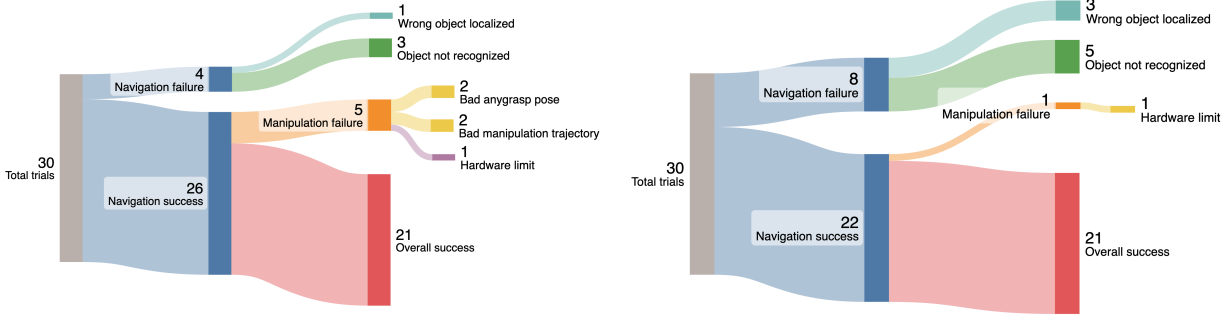 1
Wrong object localized
3
Object not recognized
4
Navigation failure
2
Bad anygrasp pose
5
Manipulation failure
2
Bad manipulation trajectory
1
Hardware limit
30
Total trials
26
Navigation success
21
Overall success
3
Wrong object localized
5
Object not recognized
8
Navigation failure
1
Manipulation failure
1
Hardware limit
30
Total trials
22
Navigation success
21
Overall success